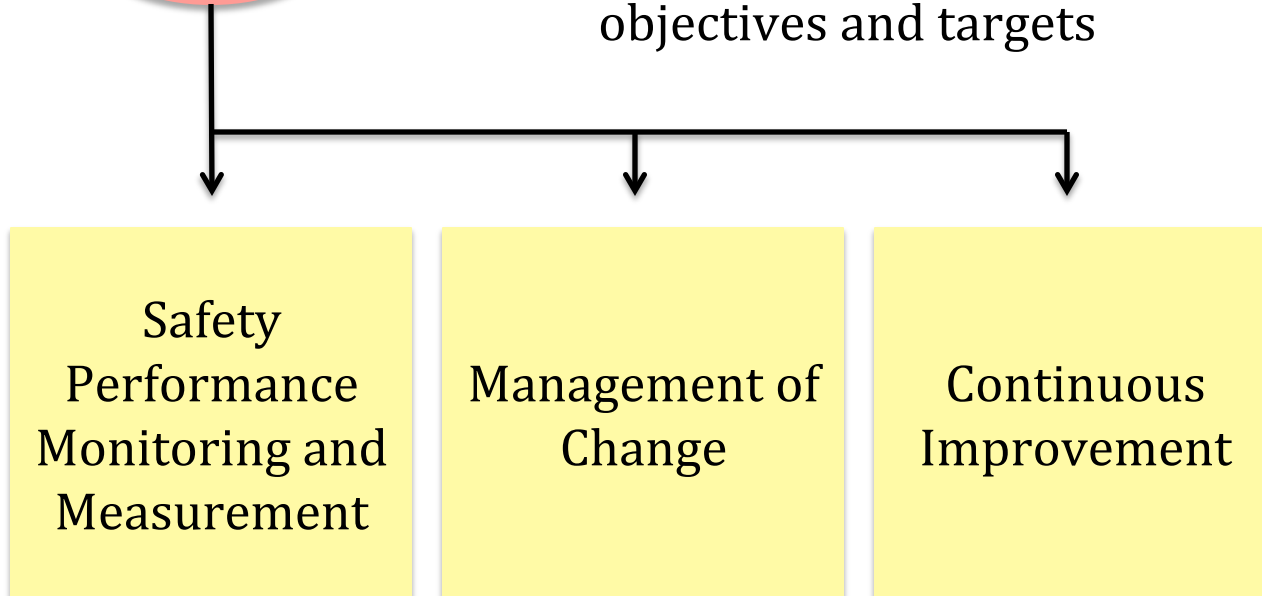 objectives and targets
Safety
Performance
Monitoring and
Measurement
Management of
Change
Continuous
Improvement